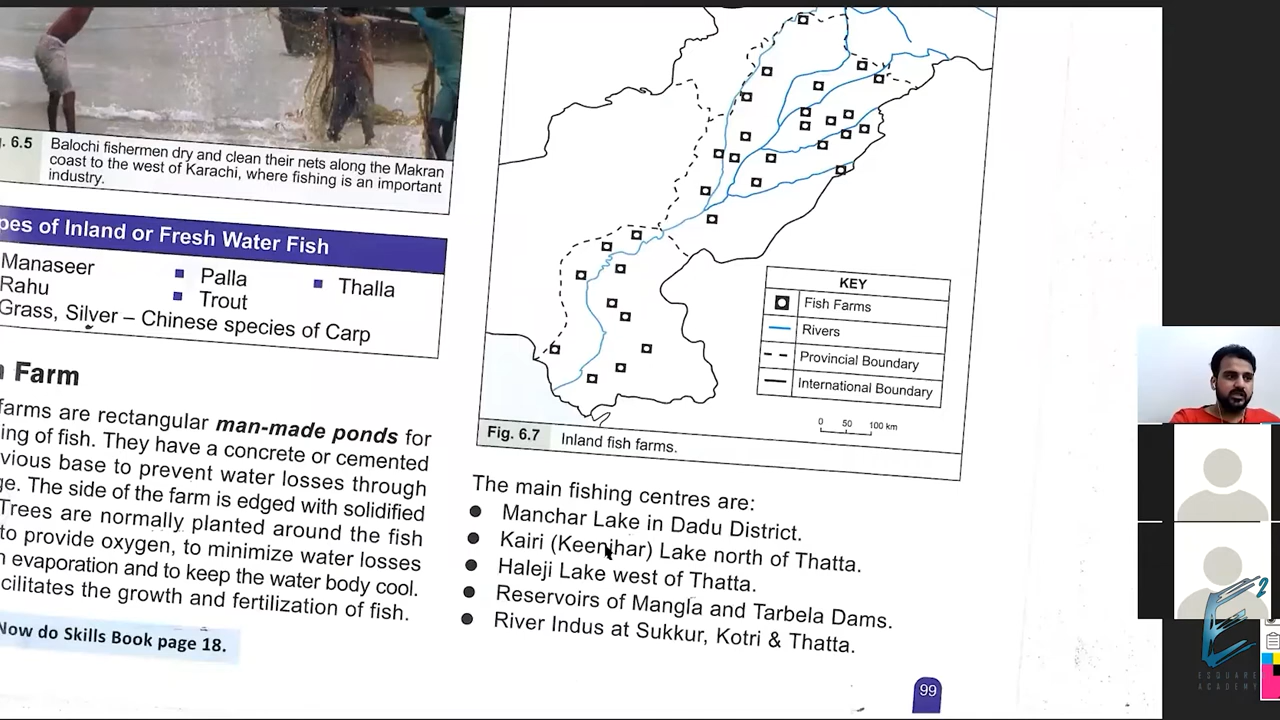 . 6.5
Balochi fishermen dry and clean their nets along the Makran
coast to the west of Karachi, where fishing is an important
industry.
pes of Inland or Fresh Water Fish
Manaseer
Palla
Thalla
Rahu
Trout
Grass, Silver – Chinese species of Carp
Farm
farms are rectangular man-made ponds for
ing of fish. They have a concrete or cemented
vious base to prevent water losses through
ge. The side of the farm is edged with solidified
Trees are normally planted around the fish
to provide oxygen, to minimize water losses
evaporation and to keep the water body cool.
cilitates the growth and fertilization of fish.
Now do Skills Book page 18.
KEY
Fish Farms
Rivers
Provincial Boundary
International Boundary
0 50 100 km
Fig. 6.7 Inland fish farms.
The main fishing centres are:
Manchar Lake in Dadu District.
Kairi (Keenjhar) Lake north of Thatta.
Haleji Lake west of Thatta.
Reservoirs of Mangla and Tarbela Dams.
River Indus at Sukkur, Kotri & Thatta.
99
E2
ESQUARE
ACADEMY